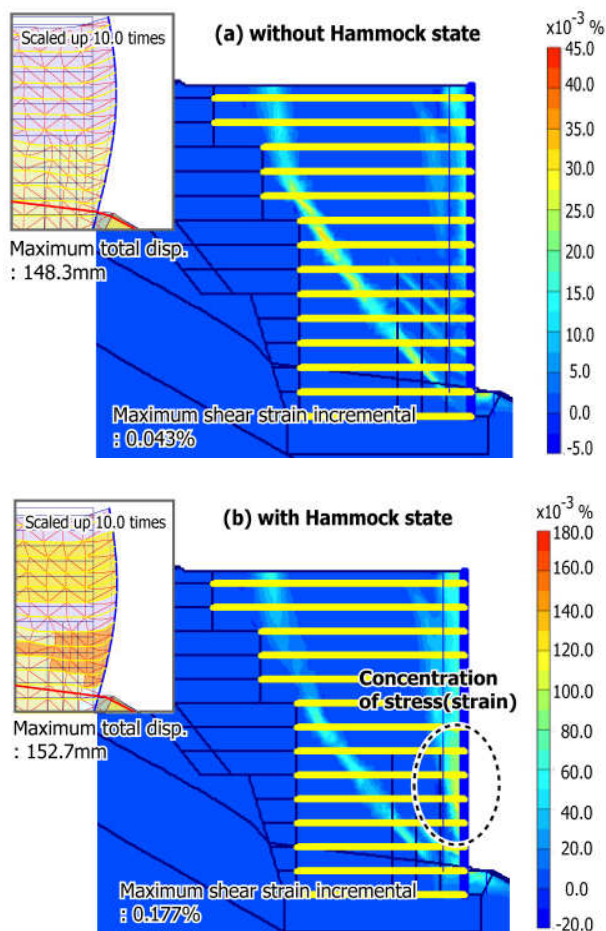 Scaled up 10.0 times
(a) without Hammock state
x10⁻³ %
45.0
40.0
35.0
30.0
25.0
20.0
15.0
10.0
5.0
0.0
-5.0
Maximum total disp.
: 148.3mm
Maximum shear strain incremental
: 0.043%
Scaled up 10.0 times
(b) with Hammock state
x10⁻³ %
180.0
160.0
140.0
120.0
100.0
80.0
60.0
40.0
20.0
0.0
-20.0
Concentration
of stress(strain)
Maximum total disp.
: 152.7mm
Maximum shear strain incremental
: 0.177%